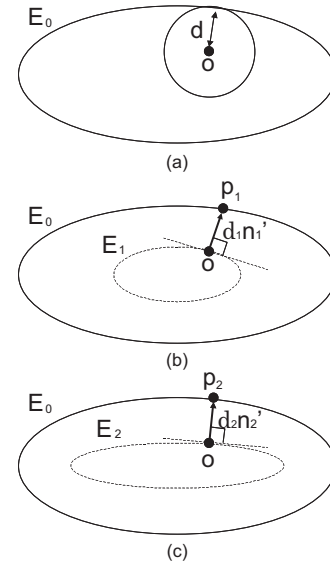 E₀
d
o
(a)
E₀
p₁
E₁
d₁n₁'
o
(b)
E₀
p₂
E₂
d₂n₂'
o
(c)